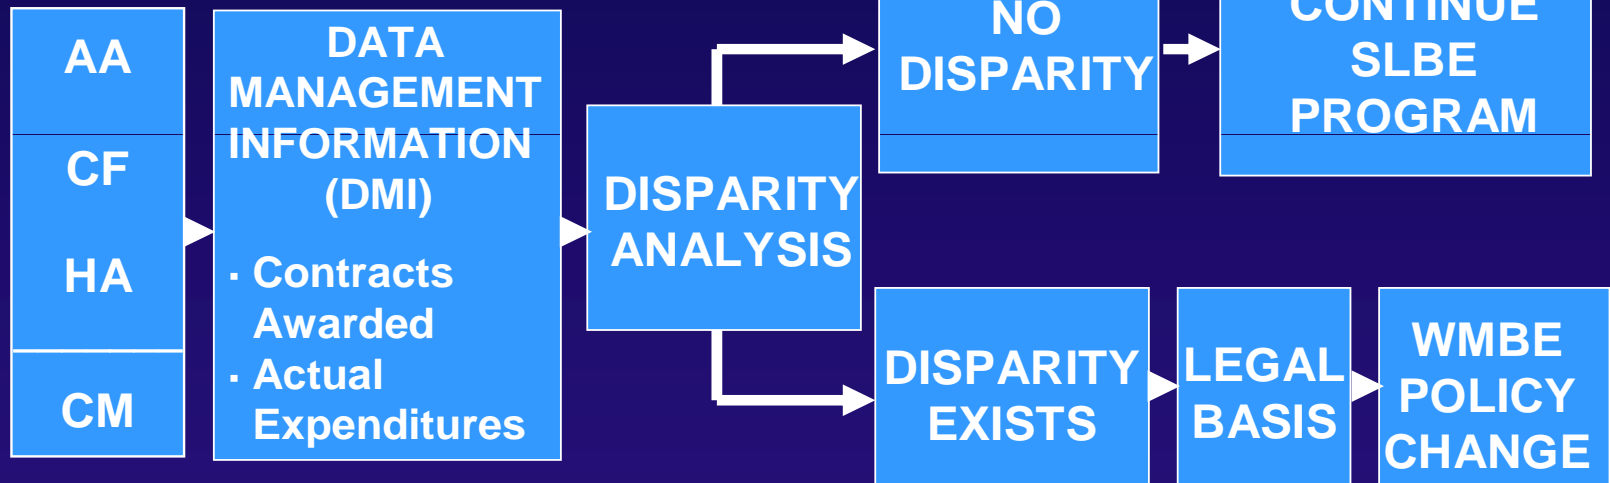 AA
CF
HA
CM
DATA
MANAGEMENT
INFORMATION
(DMI)
· Contracts
Awarded
· Actual
Expenditures
DISPARITY
ANALYSIS
NO
DISPARITY
CONTINUE
SLBE
PROGRAM
DISPARITY
EXISTS
LEGAL
BASIS
WMBE
POLICY
CHANGE